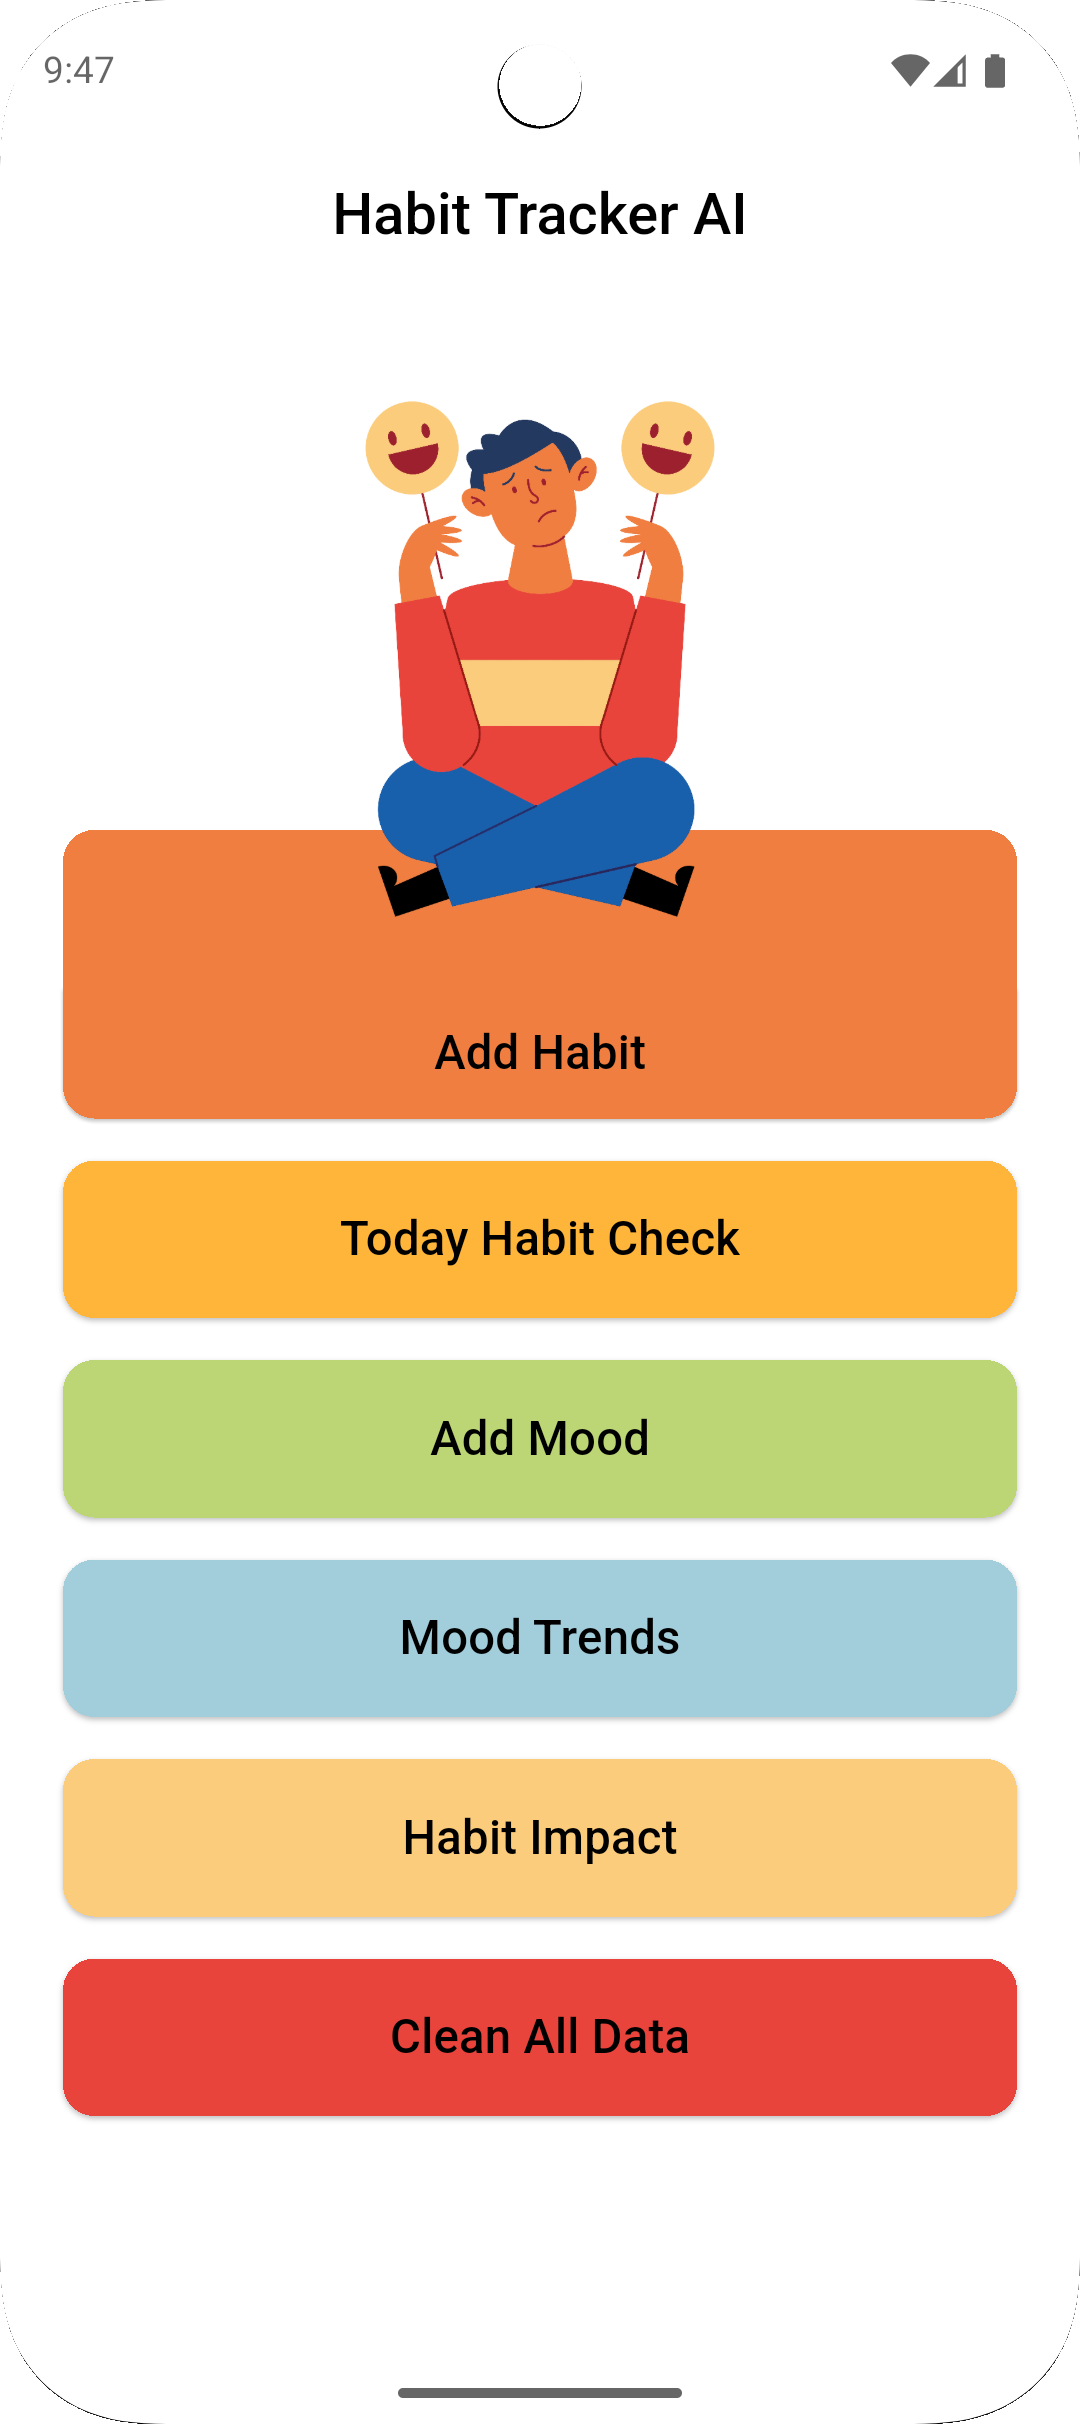 9:47
Habit Tracker AI
Add Habit
Today Habit Check
Add Mood
Mood Trends
Habit Impact
Clean All Data